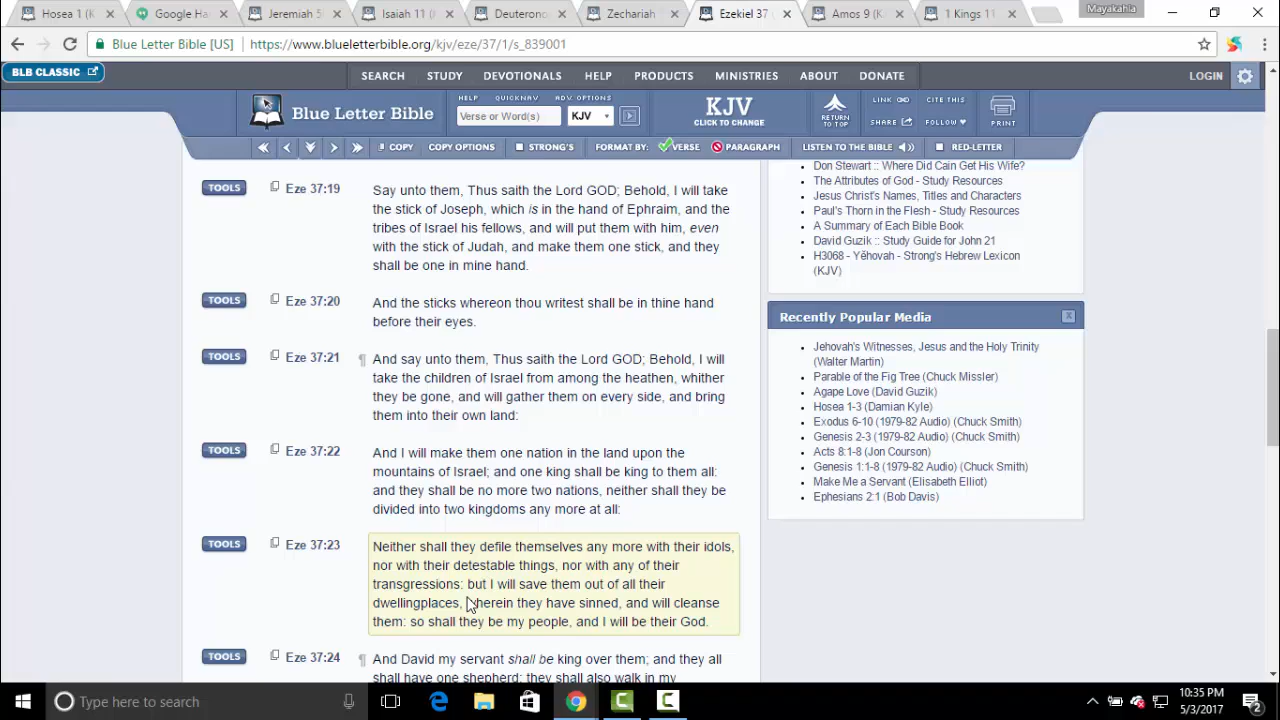 Hosea 1 (K
Google Ha
Jeremiah 5
Isaiah 11 (
Deuterono
Zechariah
Ezekiel 37 (
Amos 9 (K
1 Kings 11
Mayakahla
Blue Letter Bible [US]
https://www.blueletterbible.org/kjv/eze/37/1/s_839001
BLB CLASSIC
SEARCH STUDY DEVOTIONALS HELP PRODUCTS MINISTRIES ABOUT DONATE
LOGIN
Blue Letter Bible
HELP QUICKNAV ADV. OPTIONS
Verse or Word(s)
KJV
KJV
CLICK TO CHANGE
RETURN
TO TOP
LINK CITE THIS
SHARE FOLLOW
PRINT
COPY COPY OPTIONS STRONG'S FORMAT BY: VERSE PARAGRAPH LISTEN TO THE BIBLE RED-LETTER
TOOLS Eze 37:19
Say unto them, Thus saith the Lord GOD; Behold, I will take
the stick of Joseph, which is in the hand of Ephraim, and the
tribes of Israel his fellows, and will put them with him, even
with the stick of Judah, and make them one stick, and they
shall be one in mine hand.
TOOLS Eze 37:20
And the sticks whereon thou writest shall be in thine hand
before their eyes.
TOOLS Eze 37:21 ¶
And say unto them, Thus saith the Lord GOD; Behold, I will
take the children of Israel from among the heathen, whither
they be gone, and will gather them on every side, and bring
them into their own land:
TOOLS Eze 37:22
And I will make them one nation in the land upon the
mountains of Israel; and one king shall be king to them all:
and they shall be no more two nations, neither shall they be
divided into two kingdoms any more at all:
TOOLS Eze 37:23
Neither shall they defile themselves any more with their idols,
nor with their detestable things, nor with any of their
transgressions: but I will save them out of all their
dwellingplaces, wherein they have sinned, and will cleanse
them: so shall they be my people, and I will be their God.
TOOLS Eze 37:24 ¶
And David my servant shall be king over them; and they all
shall have one shepherd: they shall also walk in my
Don Stewart :: Where Did Cain Get His Wife?
The Attributes of God - Study Resources
Jesus Christ's Names, Titles and Characters
Paul's Thorn in the Flesh - Study Resources
A Summary of Each Bible Book
David Guzik :: Study Guide for John 21
H3068 - Yĕhovah - Strong's Hebrew Lexicon
(KJV)
Recently Popular Media
Jehovah's Witnesses, Jesus and the Holy Trinity
(Walter Martin)
Parable of the Fig Tree (Chuck Missler)
Agape Love (David Guzik)
Hosea 1-3 (Damian Kyle)
Exodus 6-10 (1979-82 Audio) (Chuck Smith)
Genesis 2-3 (1979-82 Audio) (Chuck Smith)
Acts 8:1-8 (Jon Courson)
Genesis 1:1-8 (1979-82 Audio) (Chuck Smith)
Make Me a Servant (Elisabeth Elliot)
Ephesians 2:1 (Bob Davis)
Type here to search
10:35 PM
5/3/2017
2